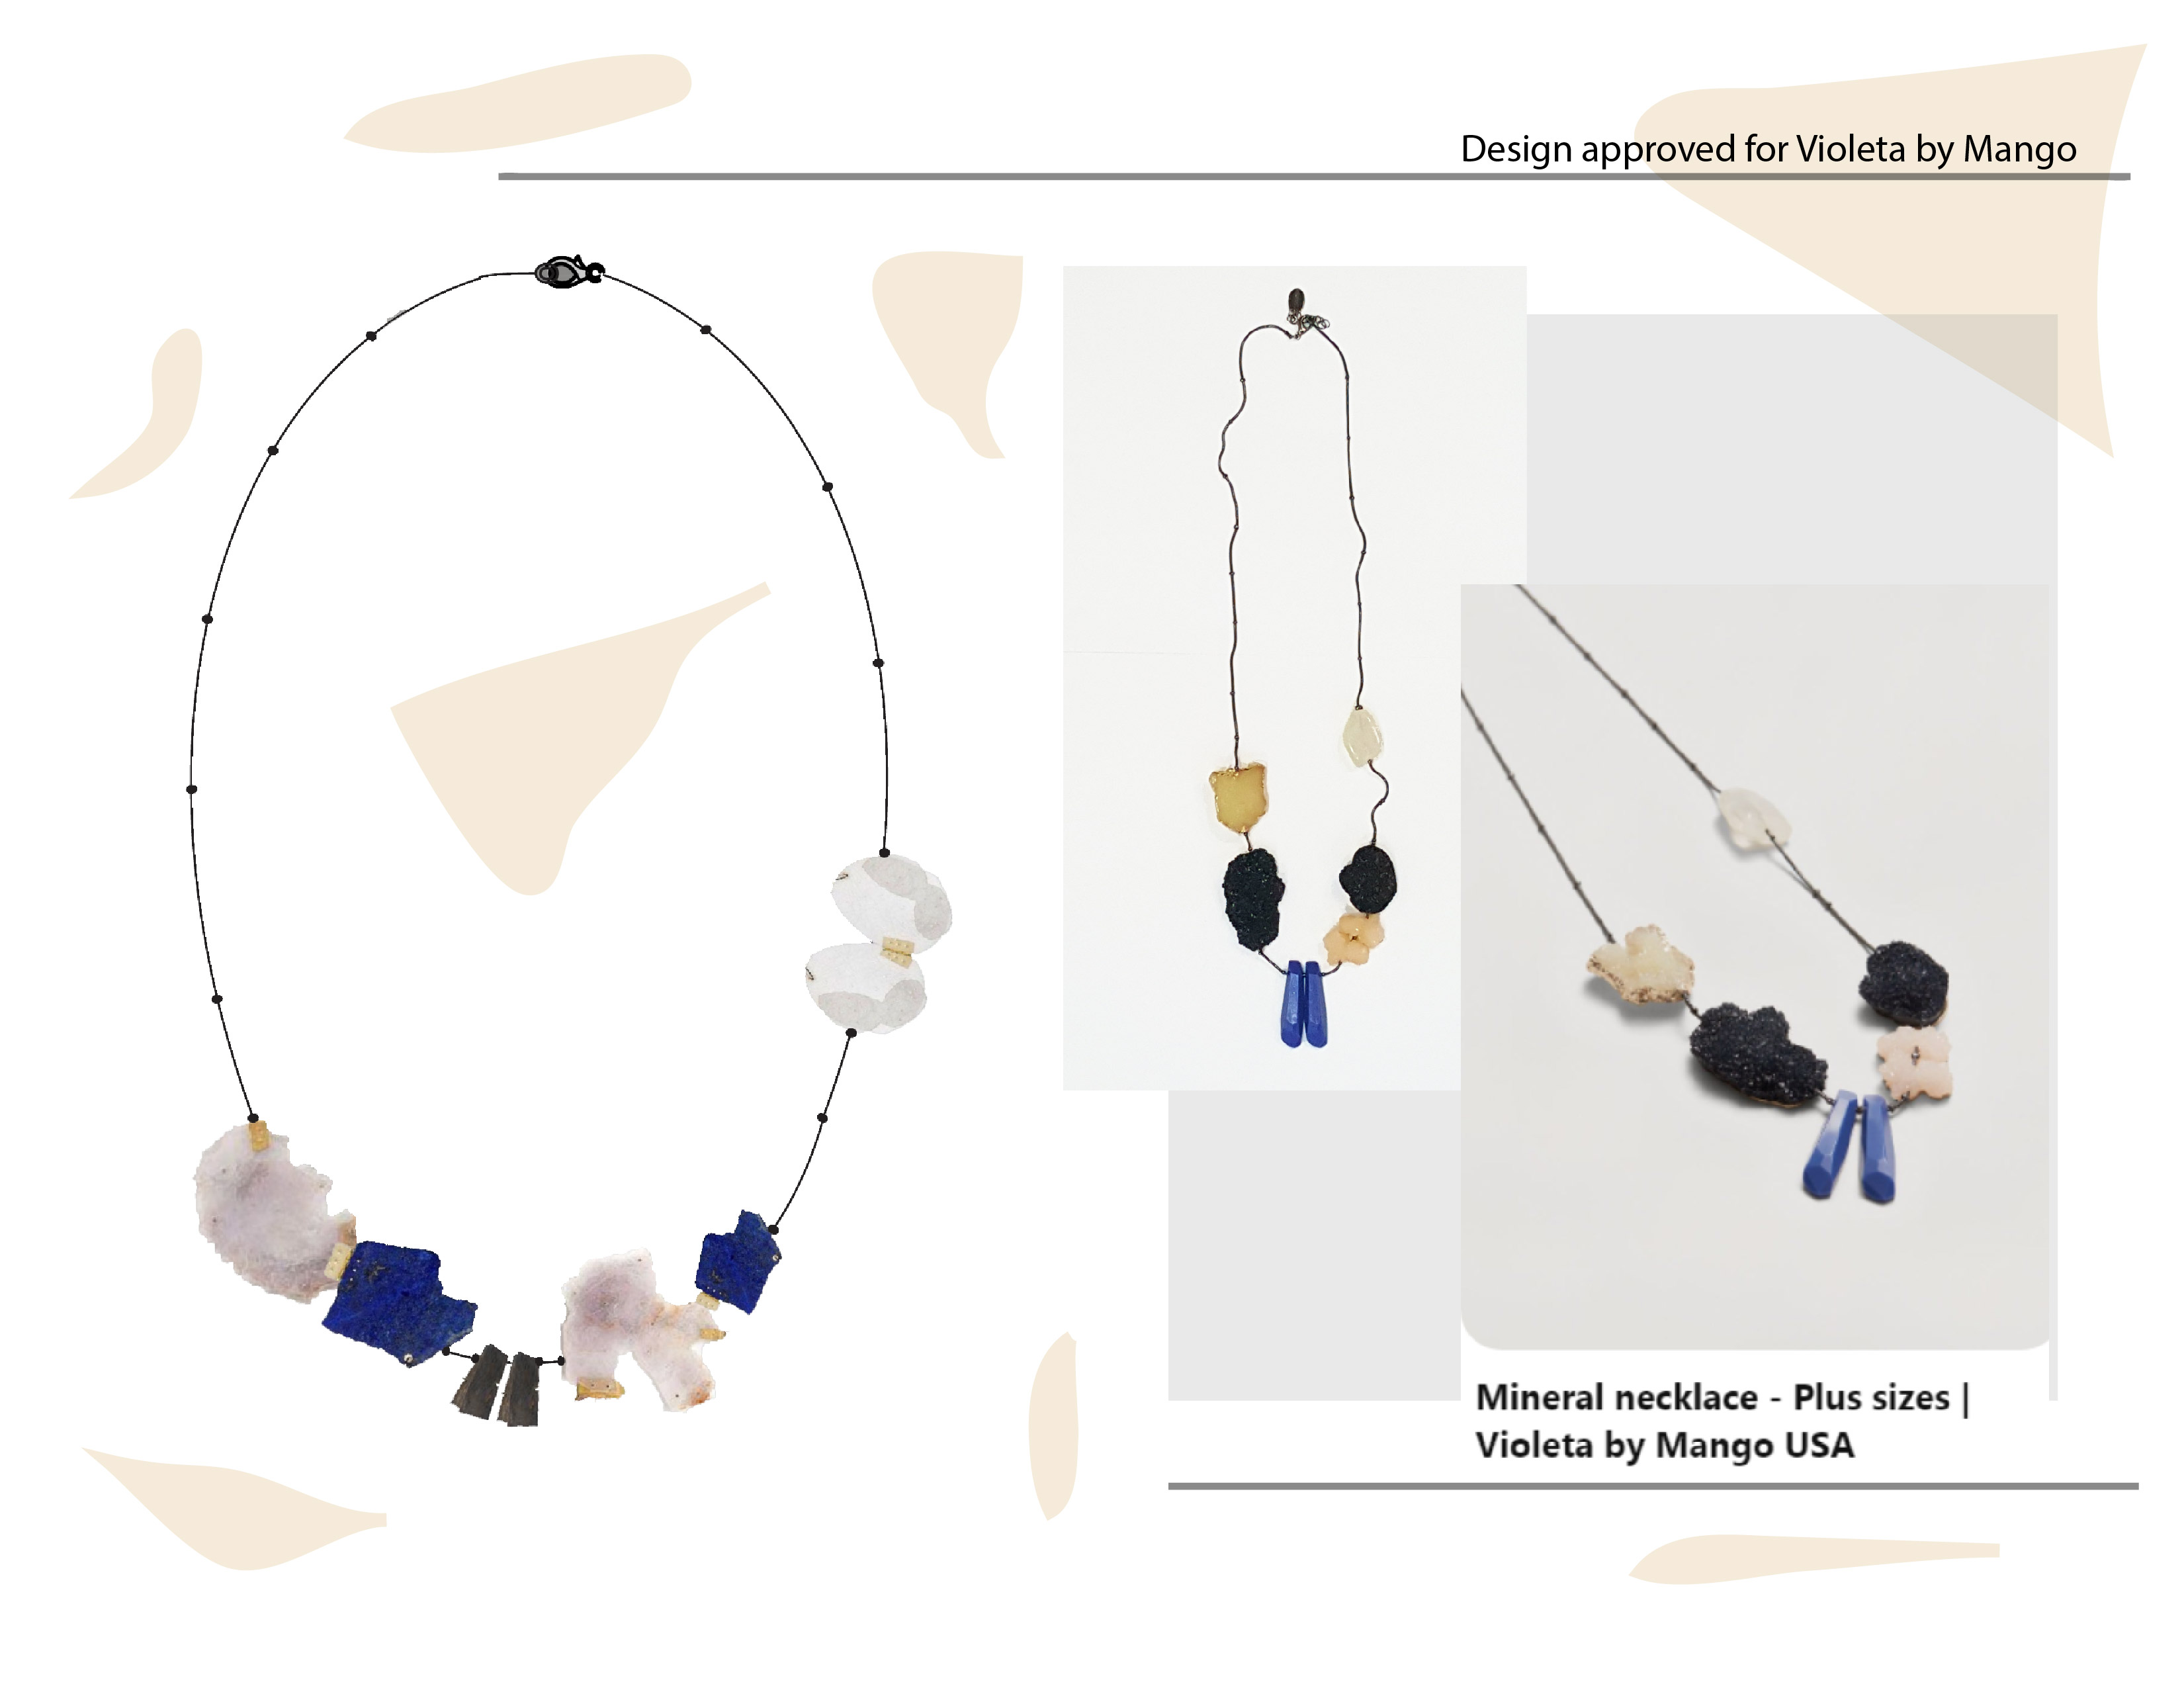 Design approved for Violeta by Mango
Mineral necklace - Plus sizes |
Violeta by Mango USA